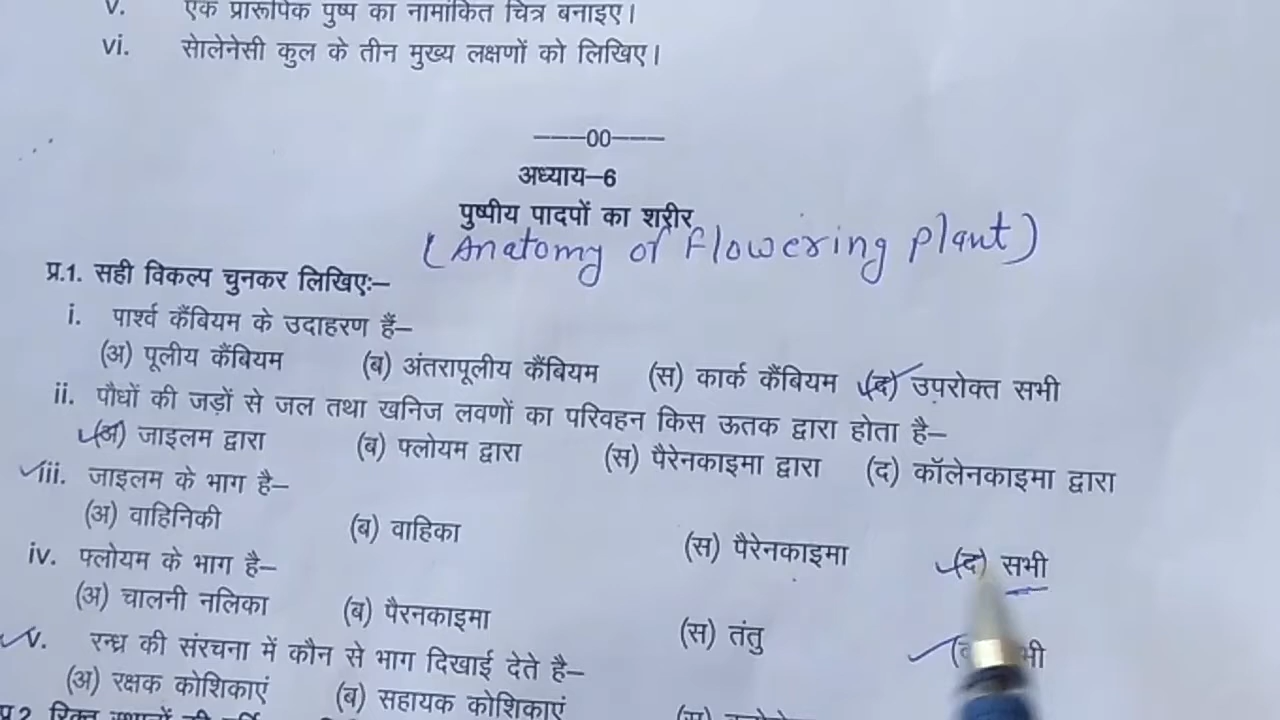 v. एक प्रारूपिक पुष्प का नामांकित चित्र बनाइए।
vi. सेालेनेसी कुल के तीन मुख्य लक्षणों को लिखिए।
———00———
अध्याय–6
पुष्पीय पादपों का शरीर
(Anatomy of flowering plant)
प्र.1. सही विकल्प चुनकर लिखिएः–
i. पार्श्व कैंबियम के उदाहरण हैं–
(अ) पूलीय कैंबियम (ब) अंतरापूलीय कैंबियम (स) कार्क कैंबियम (द) उपरोक्त सभी
ii. पौधों की जड़ों से जल तथा खनिज लवणों का परिवहन किस ऊतक द्वारा होता है–
(अ) जाइलम द्वारा (ब) फ्लोयम द्वारा (स) पैरेनकाइमा द्वारा (द) कॉलेनकाइमा द्वारा
iii. जाइलम के भाग है–
(अ) वाहिनिकी (ब) वाहिका (स) पैरेनकाइमा (द) सभी
iv. फ्लोयम के भाग है–
(अ) चालनी नलिका (ब) पैरनकाइमा (स) तंतु
v. रन्ध्र की संरचना में कौन से भाग दिखाई देते है–
(अ) रक्षक कोशिकाएं (ब) सहायक कोशिकाएं
प्र.2.